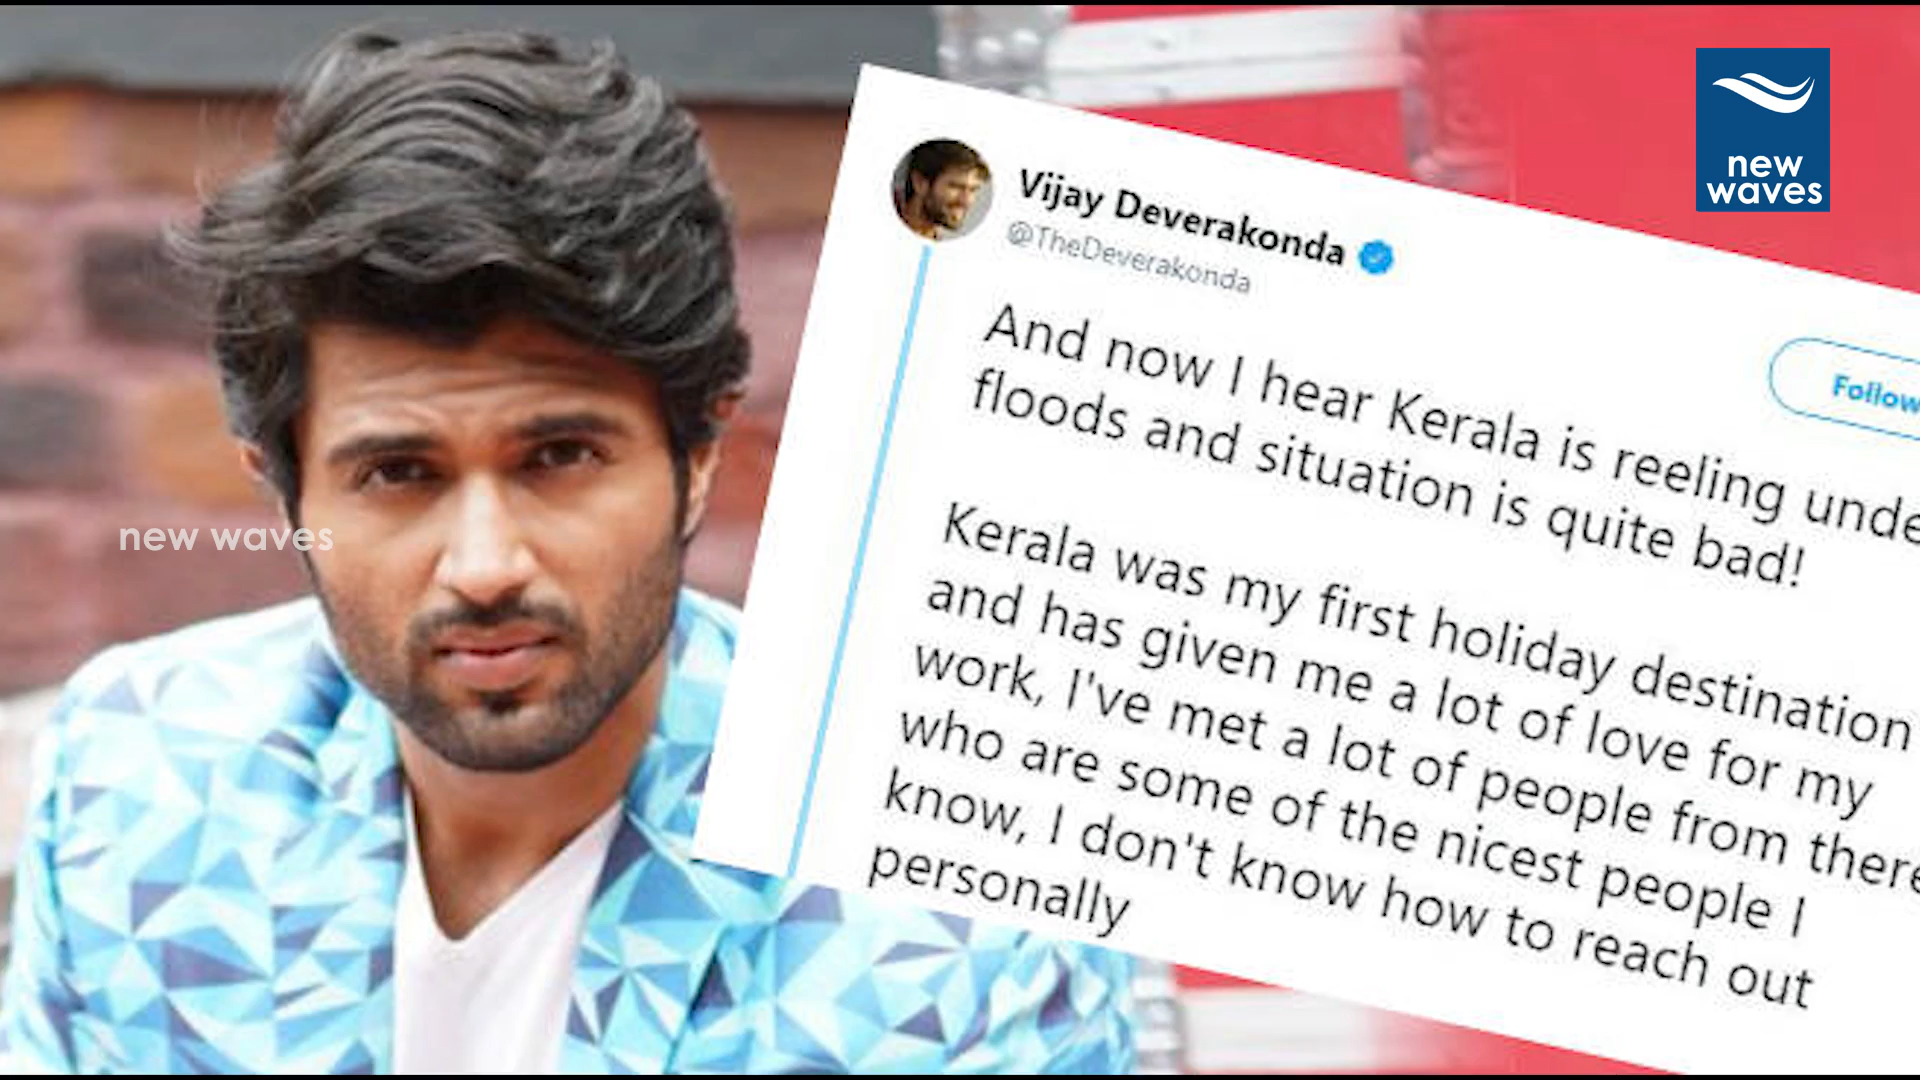 new
waves
Vijay Deverakonda
@TheDeverakonda
Follow
And now I hear Kerala is reeling unde
floods and situation is quite bad!
Kerala was my first holiday destination
and has given me a lot of love for my
work, I've met a lot of people from there
who are some of the nicest people I
know, I don't know how to reach out
personally
new waves